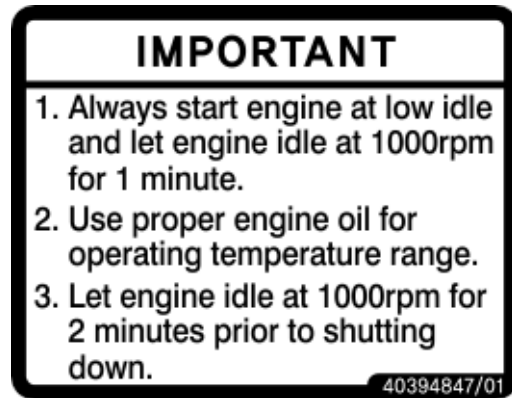 IMPORTANT
1. Always start engine at low idle
and let engine idle at 1000rpm
for 1 minute.
2. Use proper engine oil for
operating temperature range.
3. Let engine idle at 1000rpm for
2 minutes prior to shutting
down.
40394847/01